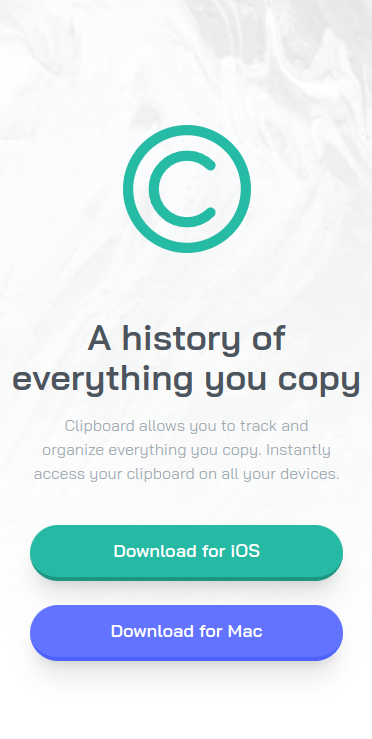 ©
A history of
everything you copy
Clipboard allows you to track and
organize everything you copy. Instantly
access your clipboard on all your devices.
Download for iOS
Download for Mac